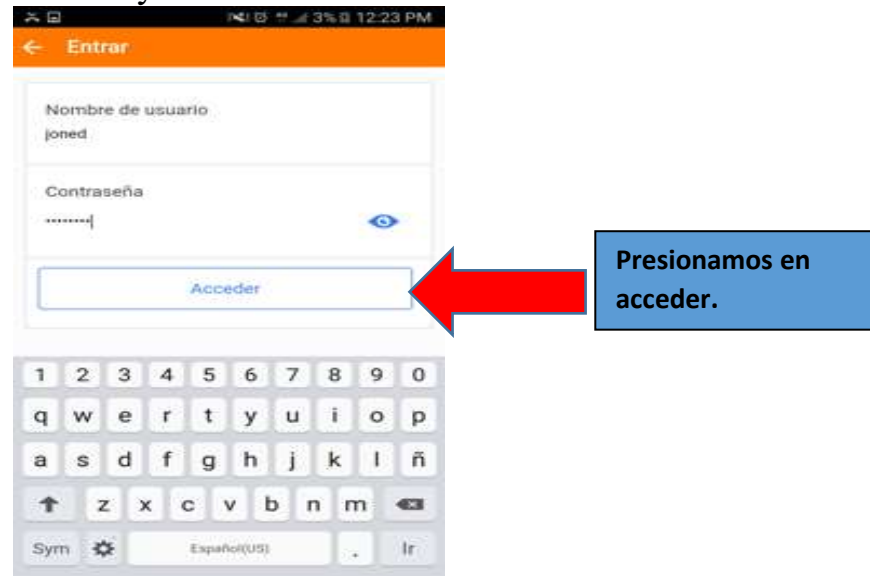 3% 12:23 PM
Entrar
Nombre de usuario
joned
Contraseña
••••••••
Acceder
Presionamos en
acceder.
1 2 3 4 5 6 7 8 9 0
q w e r t y u i o p
a s d f g h j k l ñ
z x c v b n m
Sym Español(US) . Ir